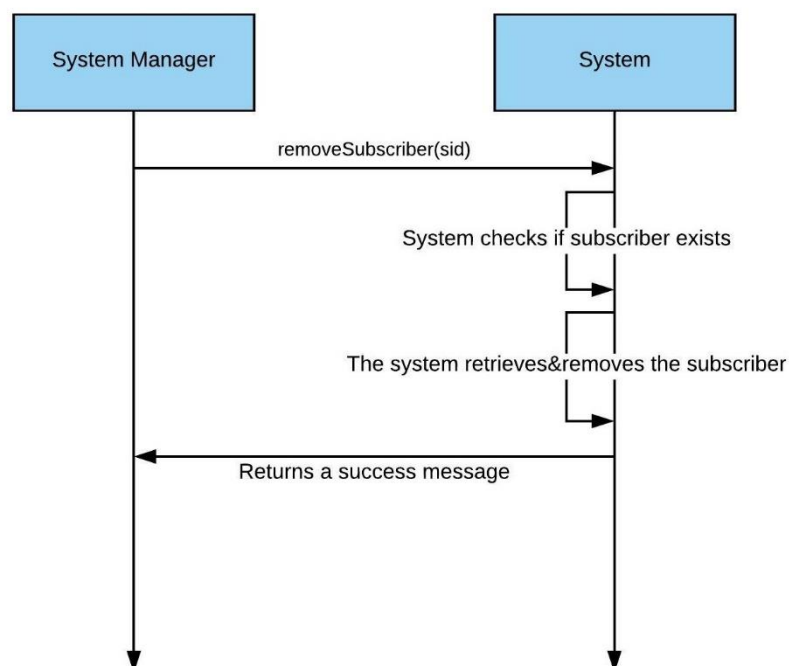 System Manager
System
removeSubscriber(sid)
System checks if subscriber exists
The system retrieves&removes the subscriber
Returns a success message